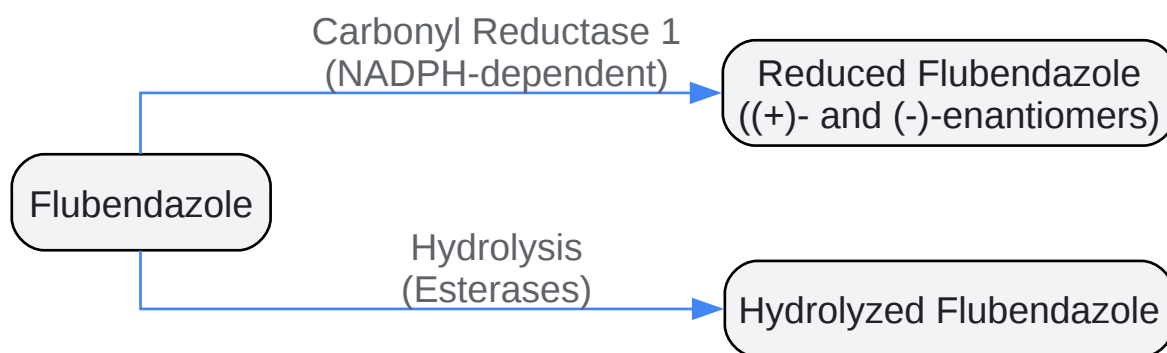 Carbonyl Reductase 1
(NADPH-dependent)
Reduced Flubendazole
((+)- and (-)-enantiomers)
Flubendazole
Hydrolysis
(Esterases)
Hydrolyzed Flubendazole